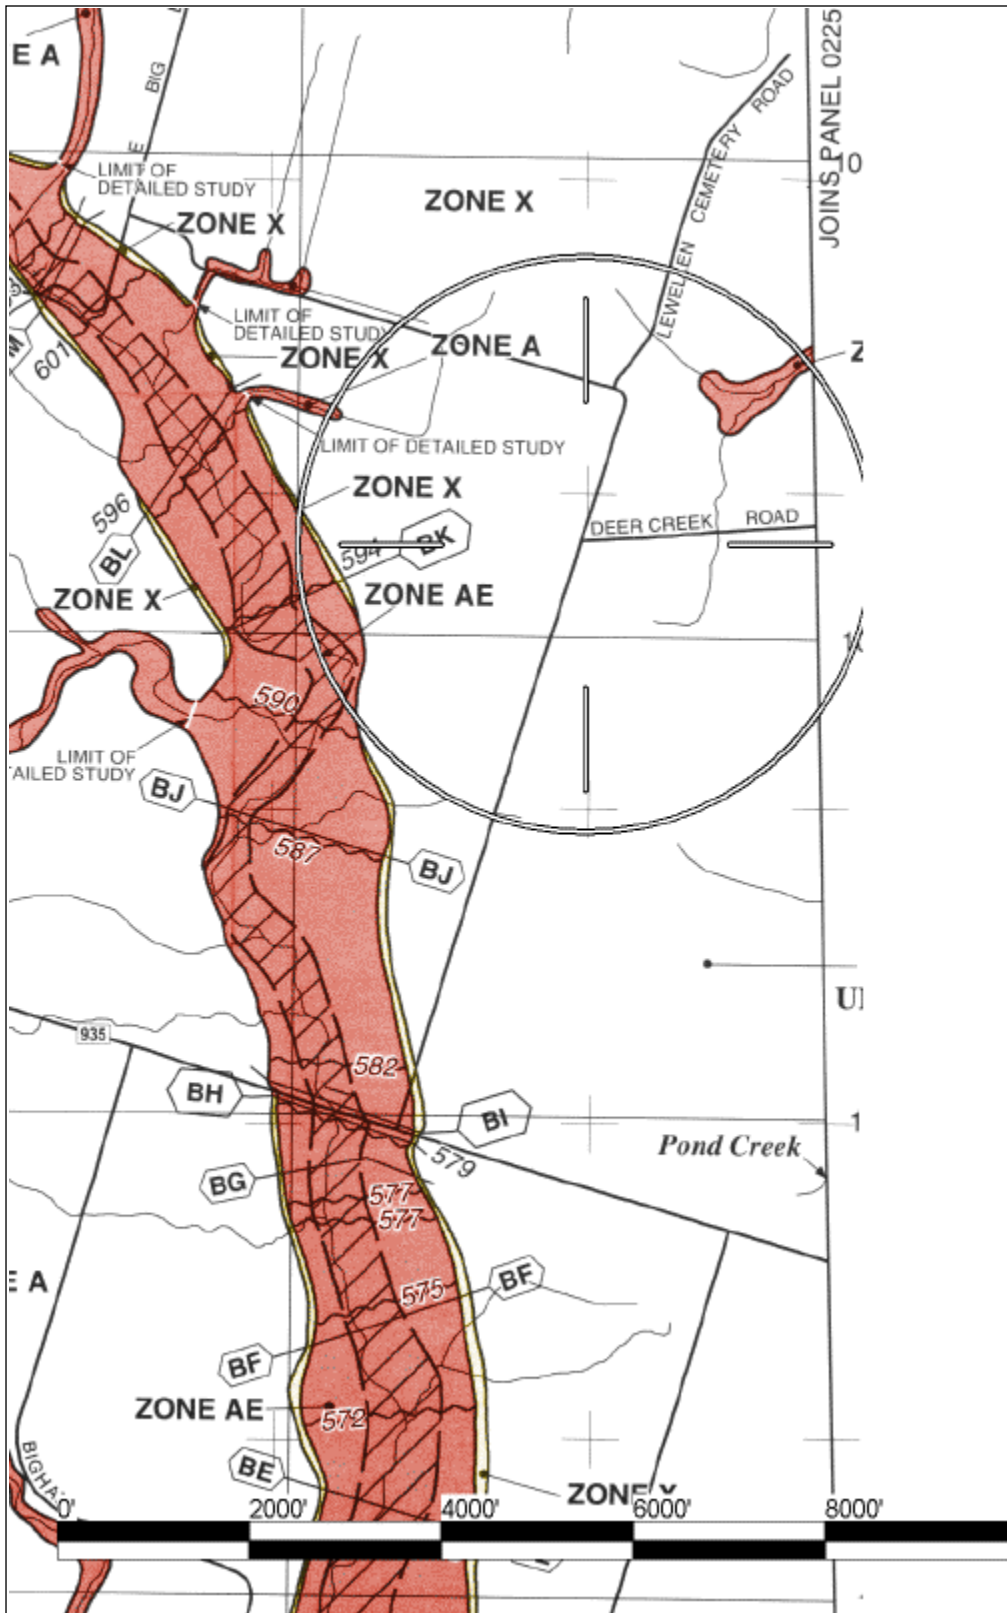 E A
BIG
JOINS PANEL 0225
LEWELLEN CEMETERY ROAD
10
LIMIT OF
DETAILED STUDY
ZONE X
ZONE X
LIMIT OF
DETAILED STUDY
ZONE X
ZONE A
601
LIMIT OF DETAILED STUDY
ZONE X
596
BL
594
BK
DEER CREEK ROAD
ZONE X
ZONE AE
590
LIMIT OF
TAILED STUDY
BJ
587
BJ
935
582
BH
BI
579
Pond Creek
BG
577
577
575
BF
BF
E A
ZONE AE
572
BE
ZONE X
0'
2000'
4000'
6000'
8000'